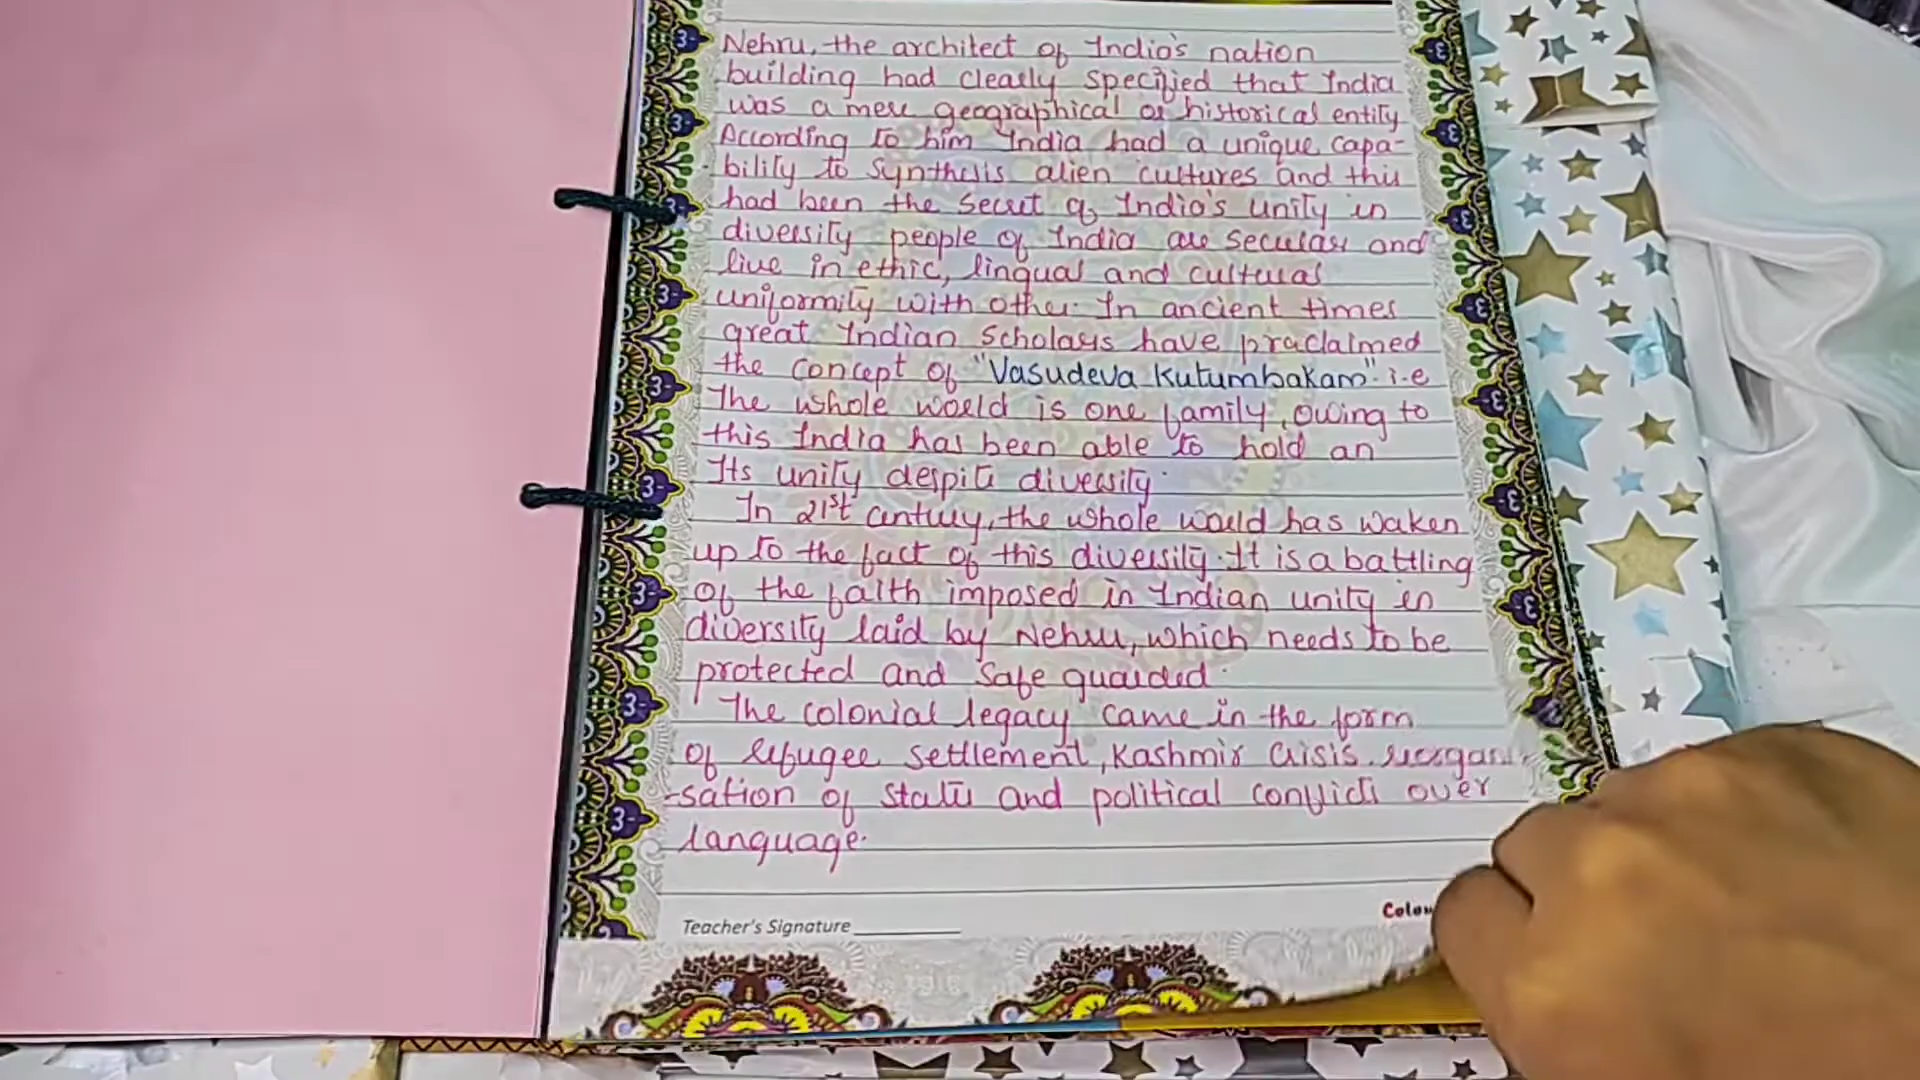 Nehru, the architect of India's nation
building had clearly specified that India
was a mere geographical or historical entity
According to him India had a unique capa-
bility to synthesis alien cultures and this
had been the secret of India's unity in
diversity people of India are secular and
live in ethic, lingual and cultural
uniformity with other. In ancient times
great Indian Scholars have praclaimed
the concept of "Vasudeva Kutumbakam" i.e
The whole world is one family, owing to
this India has been able to hold an
Its unity despite diversity.
In 21st century, the whole would has waken
up to the fact of this diversity. It is a battling
of the faith imposed in Indian unity in
diversity laid by Nehru, which needs to be
protected and safe guarded.
The colonial legacy came in the form
of refugee settlement, Kashmir Crisis, reorgani
-sation of state and political conflicts over
language.
Teacher's Signature